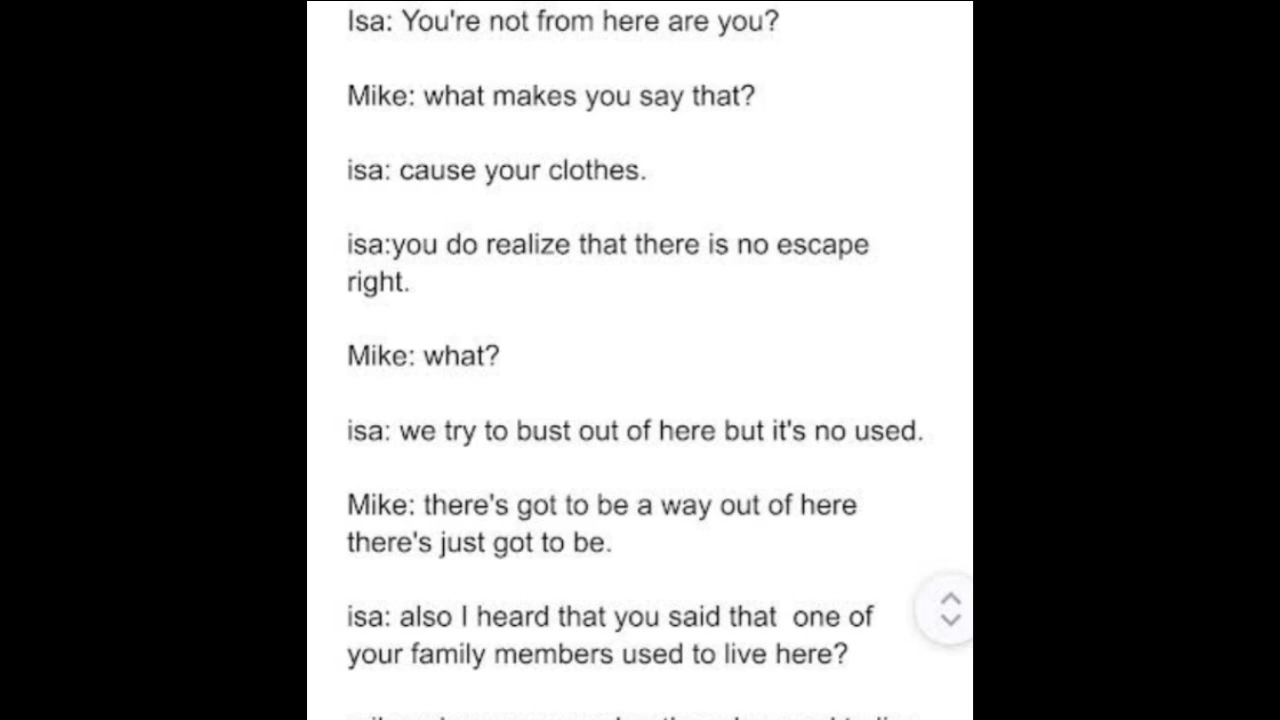 Isa: You're not from here are you?
Mike: what makes you say that?
isa: cause your clothes.
isa:you do realize that there is no escape
right.
Mike: what?
isa: we try to bust out of here but it's no used.
Mike: there's got to be a way out of here
there's just got to be.
isa: also I heard that you said that  one of
your family members used to live here?